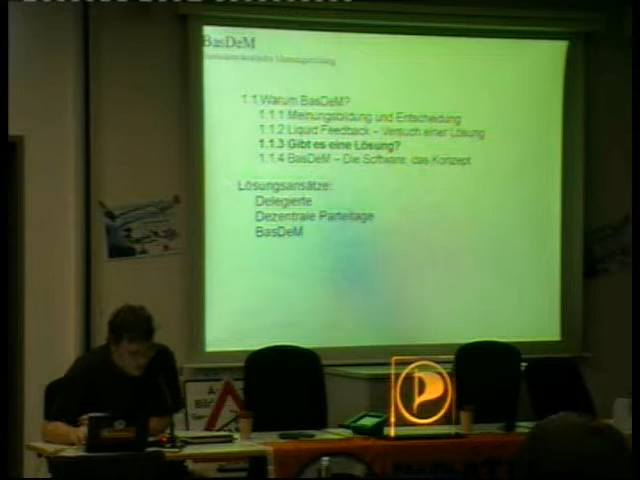 BasDeM
1.1 Warum BasDeM?
1.1.1 Meinungsbildung und Entscheidung
1.1.2 Liquid Feedback – Versuch einer Lösung
1.1.3 Gibt es eine Lösung?
1.1.4 BasDeM – Die Software, das Konzept
Lösungsansätze:
Delegierte
Dezentrale Parteitage
BasDeM